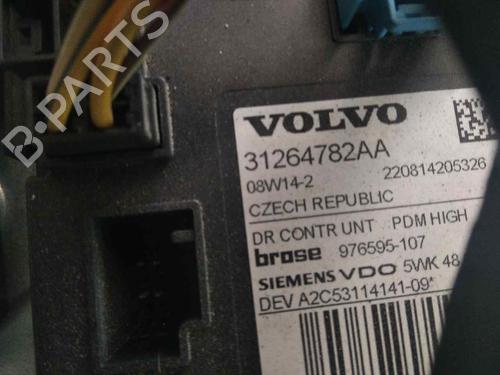 VOLVO
31264782AA
08W14-2 220814205326
CZECH REPUBLIC
DR CONTR UNT PDM HIGH
brose 976595-107
SIEMENS VDO 5WK 48
DEV A2C53114141-09*
B-PARTS